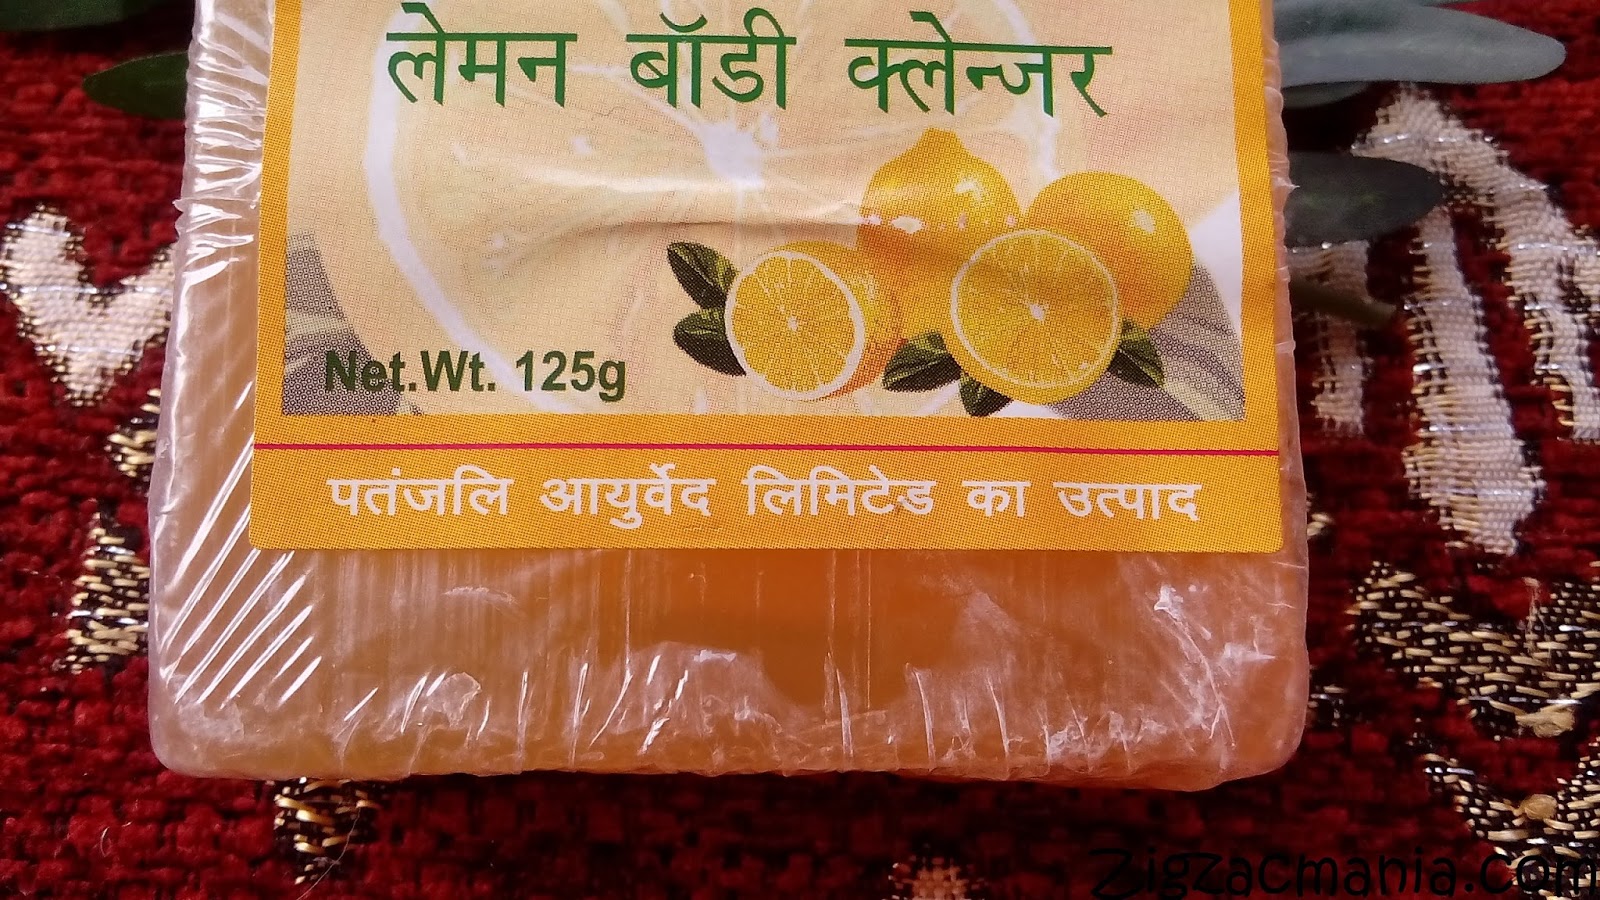 लेमन बॉडी क्लेन्जर
Net.Wt. 125g
पतंजलि आयुर्वेद लिमिटेड का उत्पाद
Zigzacmania.com